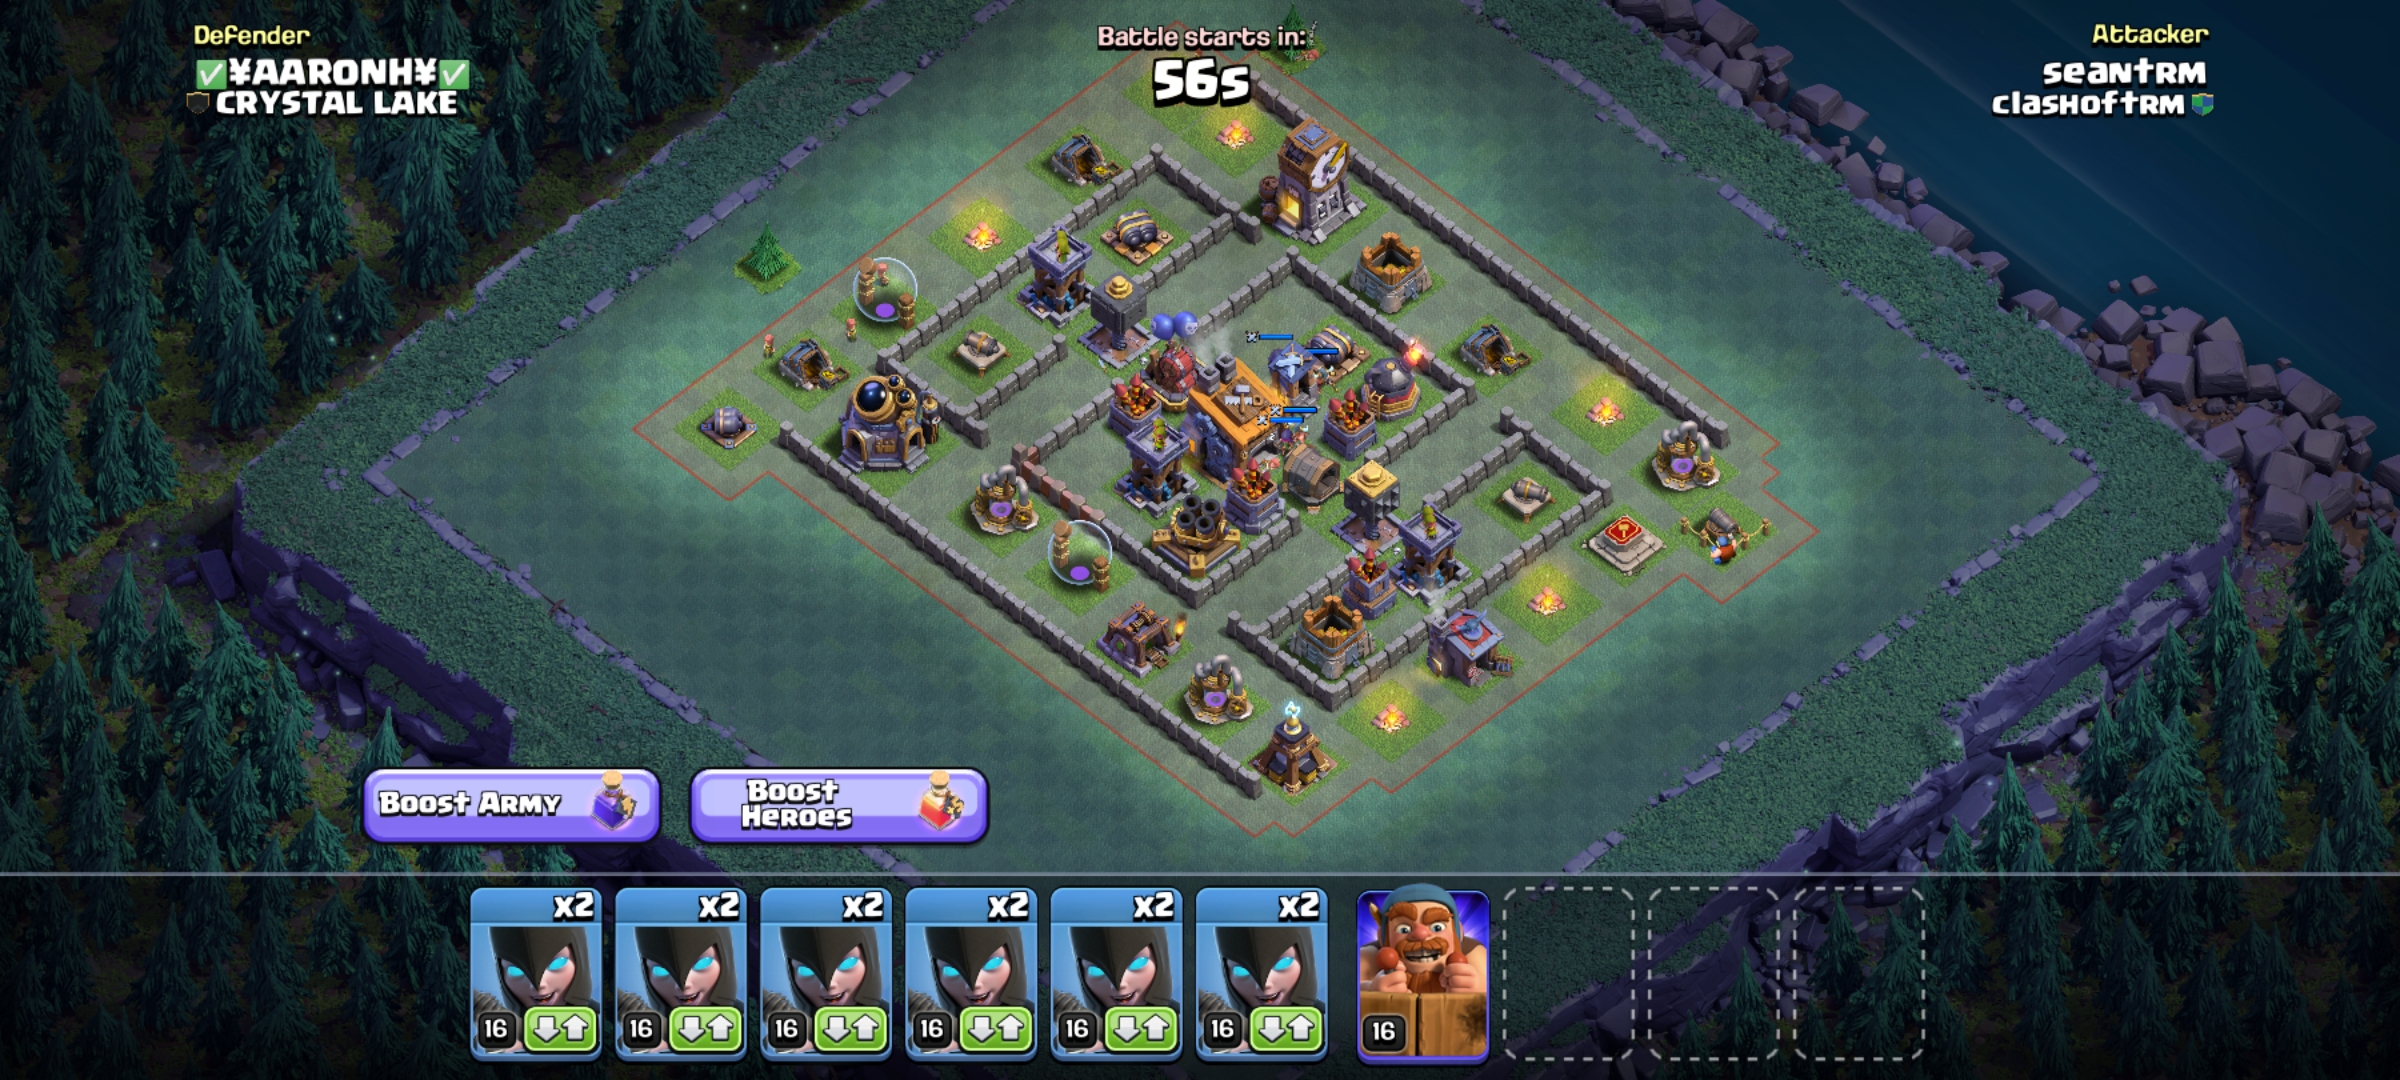 Defender
✅¥AARONH¥✅
CRYSTAL LAKE
Battle starts in:
56s
Attacker
seantRM
clashoftRM
Boost Army
Boost
Heroes
x2
x2
x2
x2
x2
x2
16
16
16
16
16
16
16